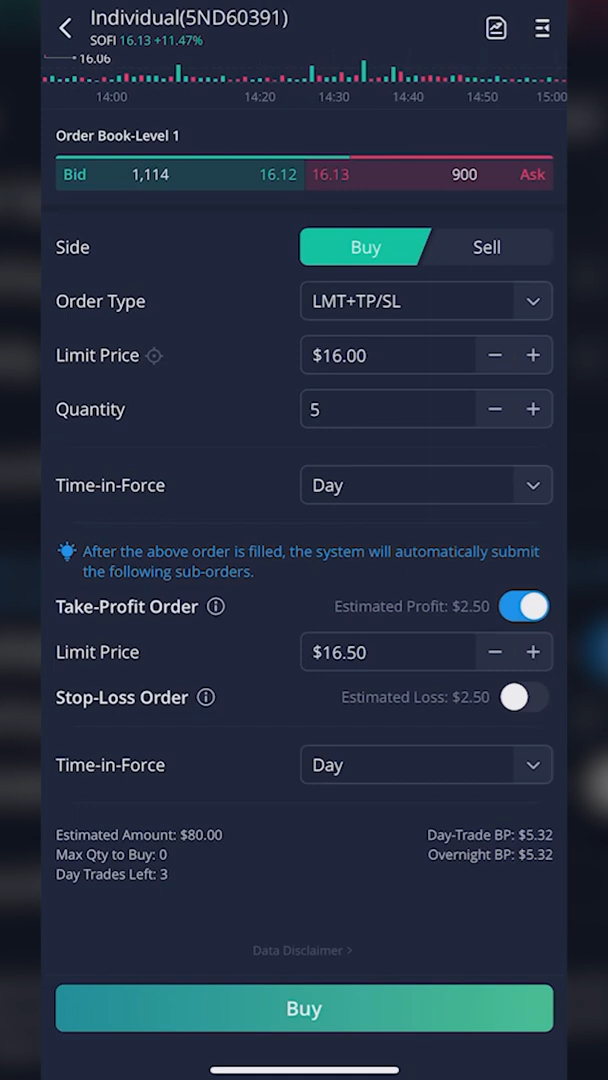 Individual(5ND60391)
SOFI 16.13 +11.47%
16.06
14:00 14:20 14:30 14:40 14:50 15:00
Order Book-Level 1
Bid 1,114 16.12 16.13 900 Ask
Side Buy Sell
Order Type LMT+TP/SL
Limit Price $16.00
Quantity 5
Time-in-Force Day
After the above order is filled, the system will automatically submit
the following sub-orders.
Take-Profit Order Estimated Profit: $2.50
Limit Price $16.50
Stop-Loss Order Estimated Loss: $2.50
Time-in-Force Day
Estimated Amount: $80.00 Day-Trade BP: $5.32
Max Qty to Buy: 0 Overnight BP: $5.32
Day Trades Left: 3
Data Disclaimer >
Buy